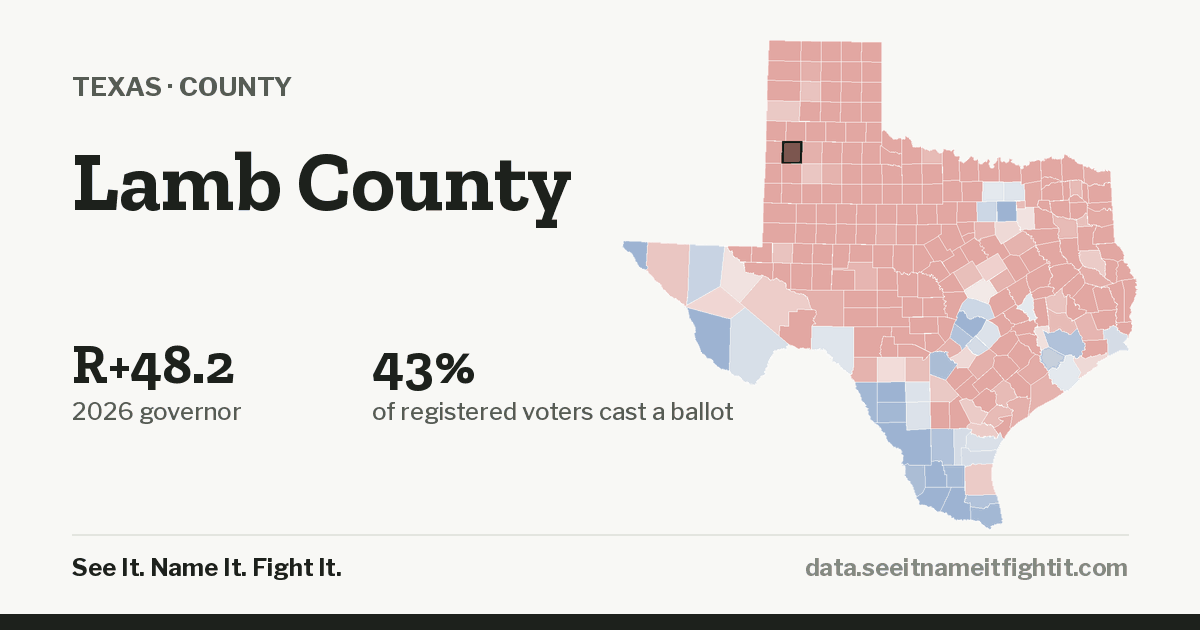 TEXAS · COUNTY
Lamb County
R+48.2
2026 governor
43%
of registered voters cast a ballot
See It. Name It. Fight It.
data.seeitnameitfightit.com